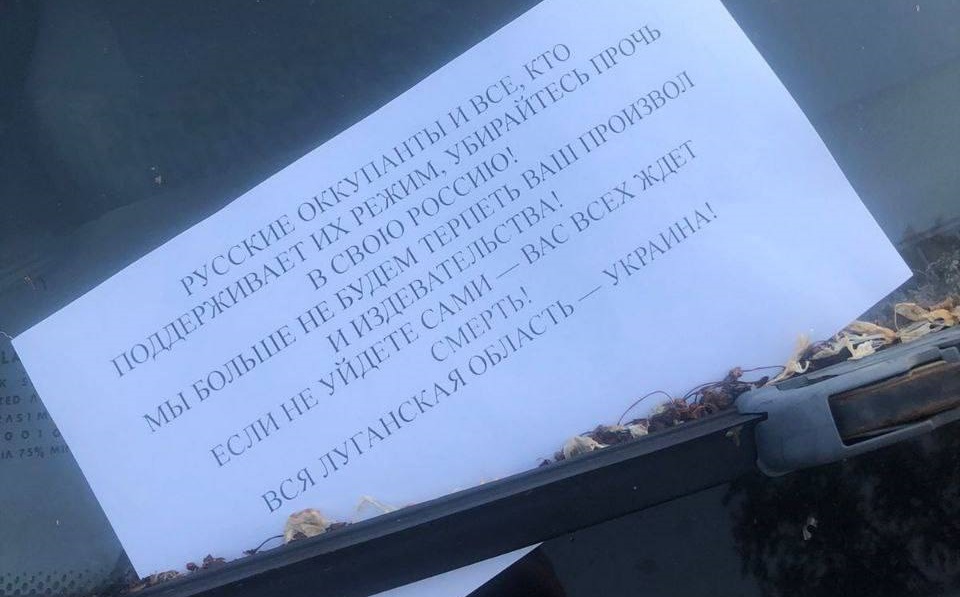 РУССКИЕ ОККУПАНТЫ И ВСЕ, КТО
ПОДДЕРЖИВАЕТ ИХ РЕЖИМ, УБИРАЙТЕСЬ ПРОЧЬ
В СВОЮ РОССИЮ!
МЫ БОЛЬШЕ НЕ БУДЕМ ТЕРПЕТЬ ВАШ ПРОИЗВОЛ
И ИЗДЕВАТЕЛЬСТВА!
ЕСЛИ НЕ УЙДЕТЕ САМИ — ВАС ВСЕХ ЖДЕТ
СМЕРТЬ!
ВСЯ ЛУГАНСКАЯ ОБЛАСТЬ — УКРАИНА!